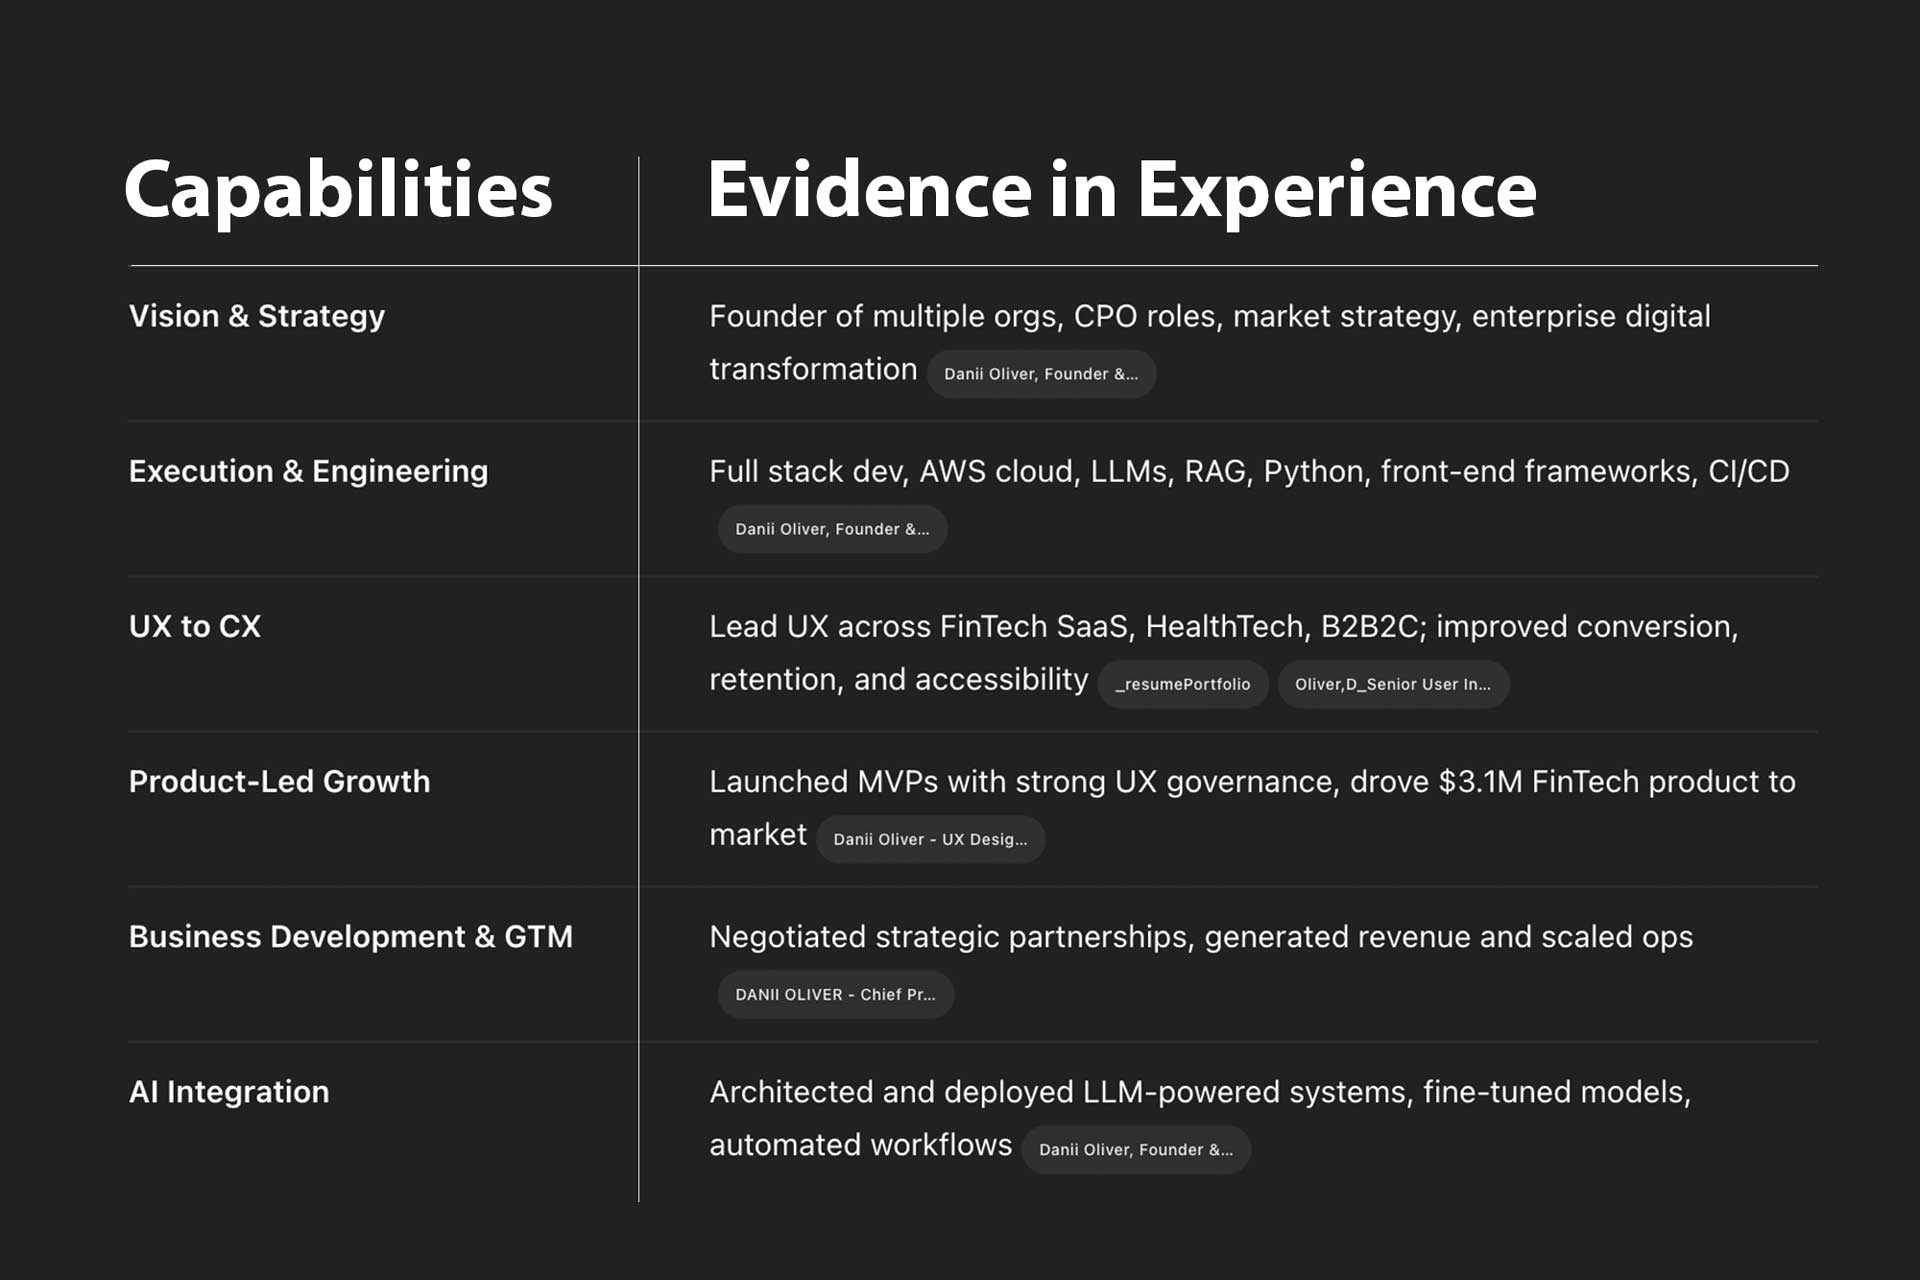 Capabilities
Evidence in Experience
Vision & Strategy
Founder of multiple orgs, CPO roles, market strategy, enterprise digital
transformation Danii Oliver, Founder &...
Execution & Engineering
Full stack dev, AWS cloud, LLMs, RAG, Python, front-end frameworks, CI/CD
Danii Oliver, Founder &...
UX to CX
Lead UX across FinTech SaaS, HealthTech, B2B2C; improved conversion,
retention, and accessibility _resumePortfolio Oliver,D_Senior User In...
Product-Led Growth
Launched MVPs with strong UX governance, drove $3.1M FinTech product to
market Danii Oliver - UX Desig...
Business Development & GTM
Negotiated strategic partnerships, generated revenue and scaled ops
DANII OLIVER - Chief Pr...
AI Integration
Architected and deployed LLM-powered systems, fine-tuned models,
automated workflows Danii Oliver, Founder &...